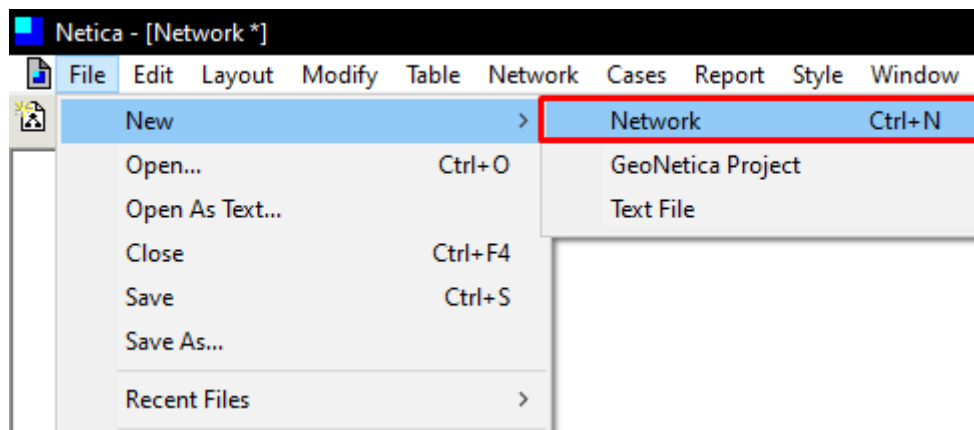 Netica - [Network *]
File Edit Layout Modify Table Network Cases Report Style Window
New > Network Ctrl+N
Open... Ctrl+O GeoNetica Project
Open As Text... Text File
Close Ctrl+F4
Save Ctrl+S
Save As...
Recent Files >